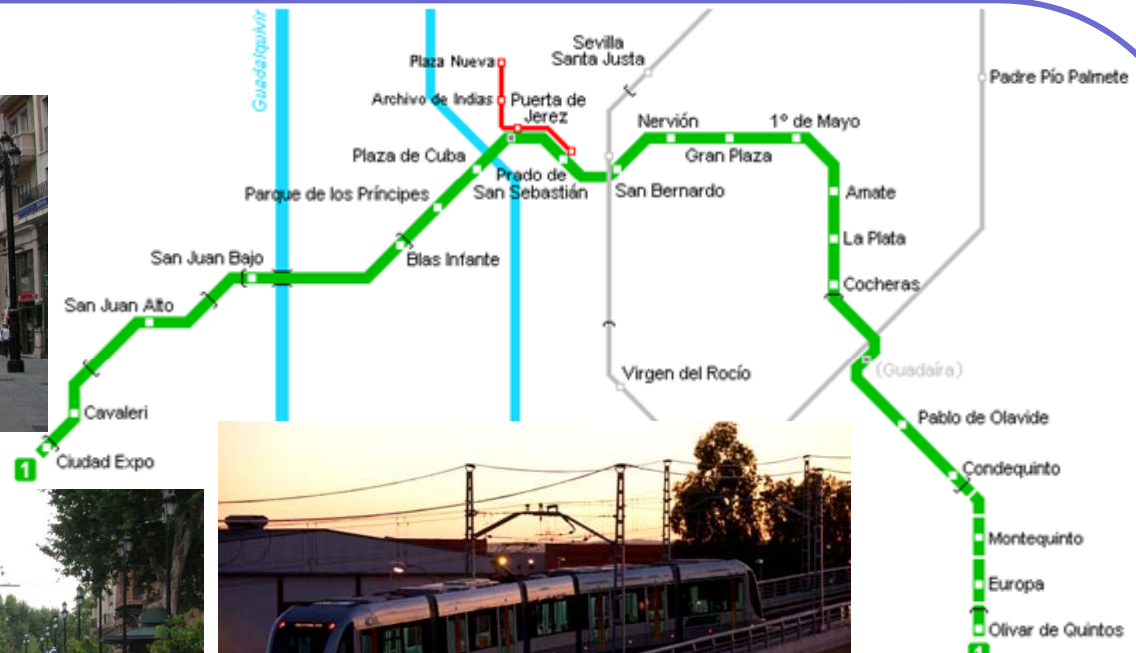 Guadalquivir
Plaza Nueva
Archivo de Indias
Puerta de
Jerez
Sevilla
Santa Justa
Padre Pío Palmete
Nervión
1º de Mayo
Gran Plaza
Plaza de Cuba
Prado de
San Sebastián
San Bernardo
Parque de los Príncipes
Amate
La Plata
San Juan Bajo
Blas Infante
Cocheras
San Juan Alto
Virgen del Rocío
(Guadaíra)
Cavaleri
Pablo de Olavide
Ciudad Expo
1
Condequinto
Montequinto
Europa
Olivar de Quintos
1